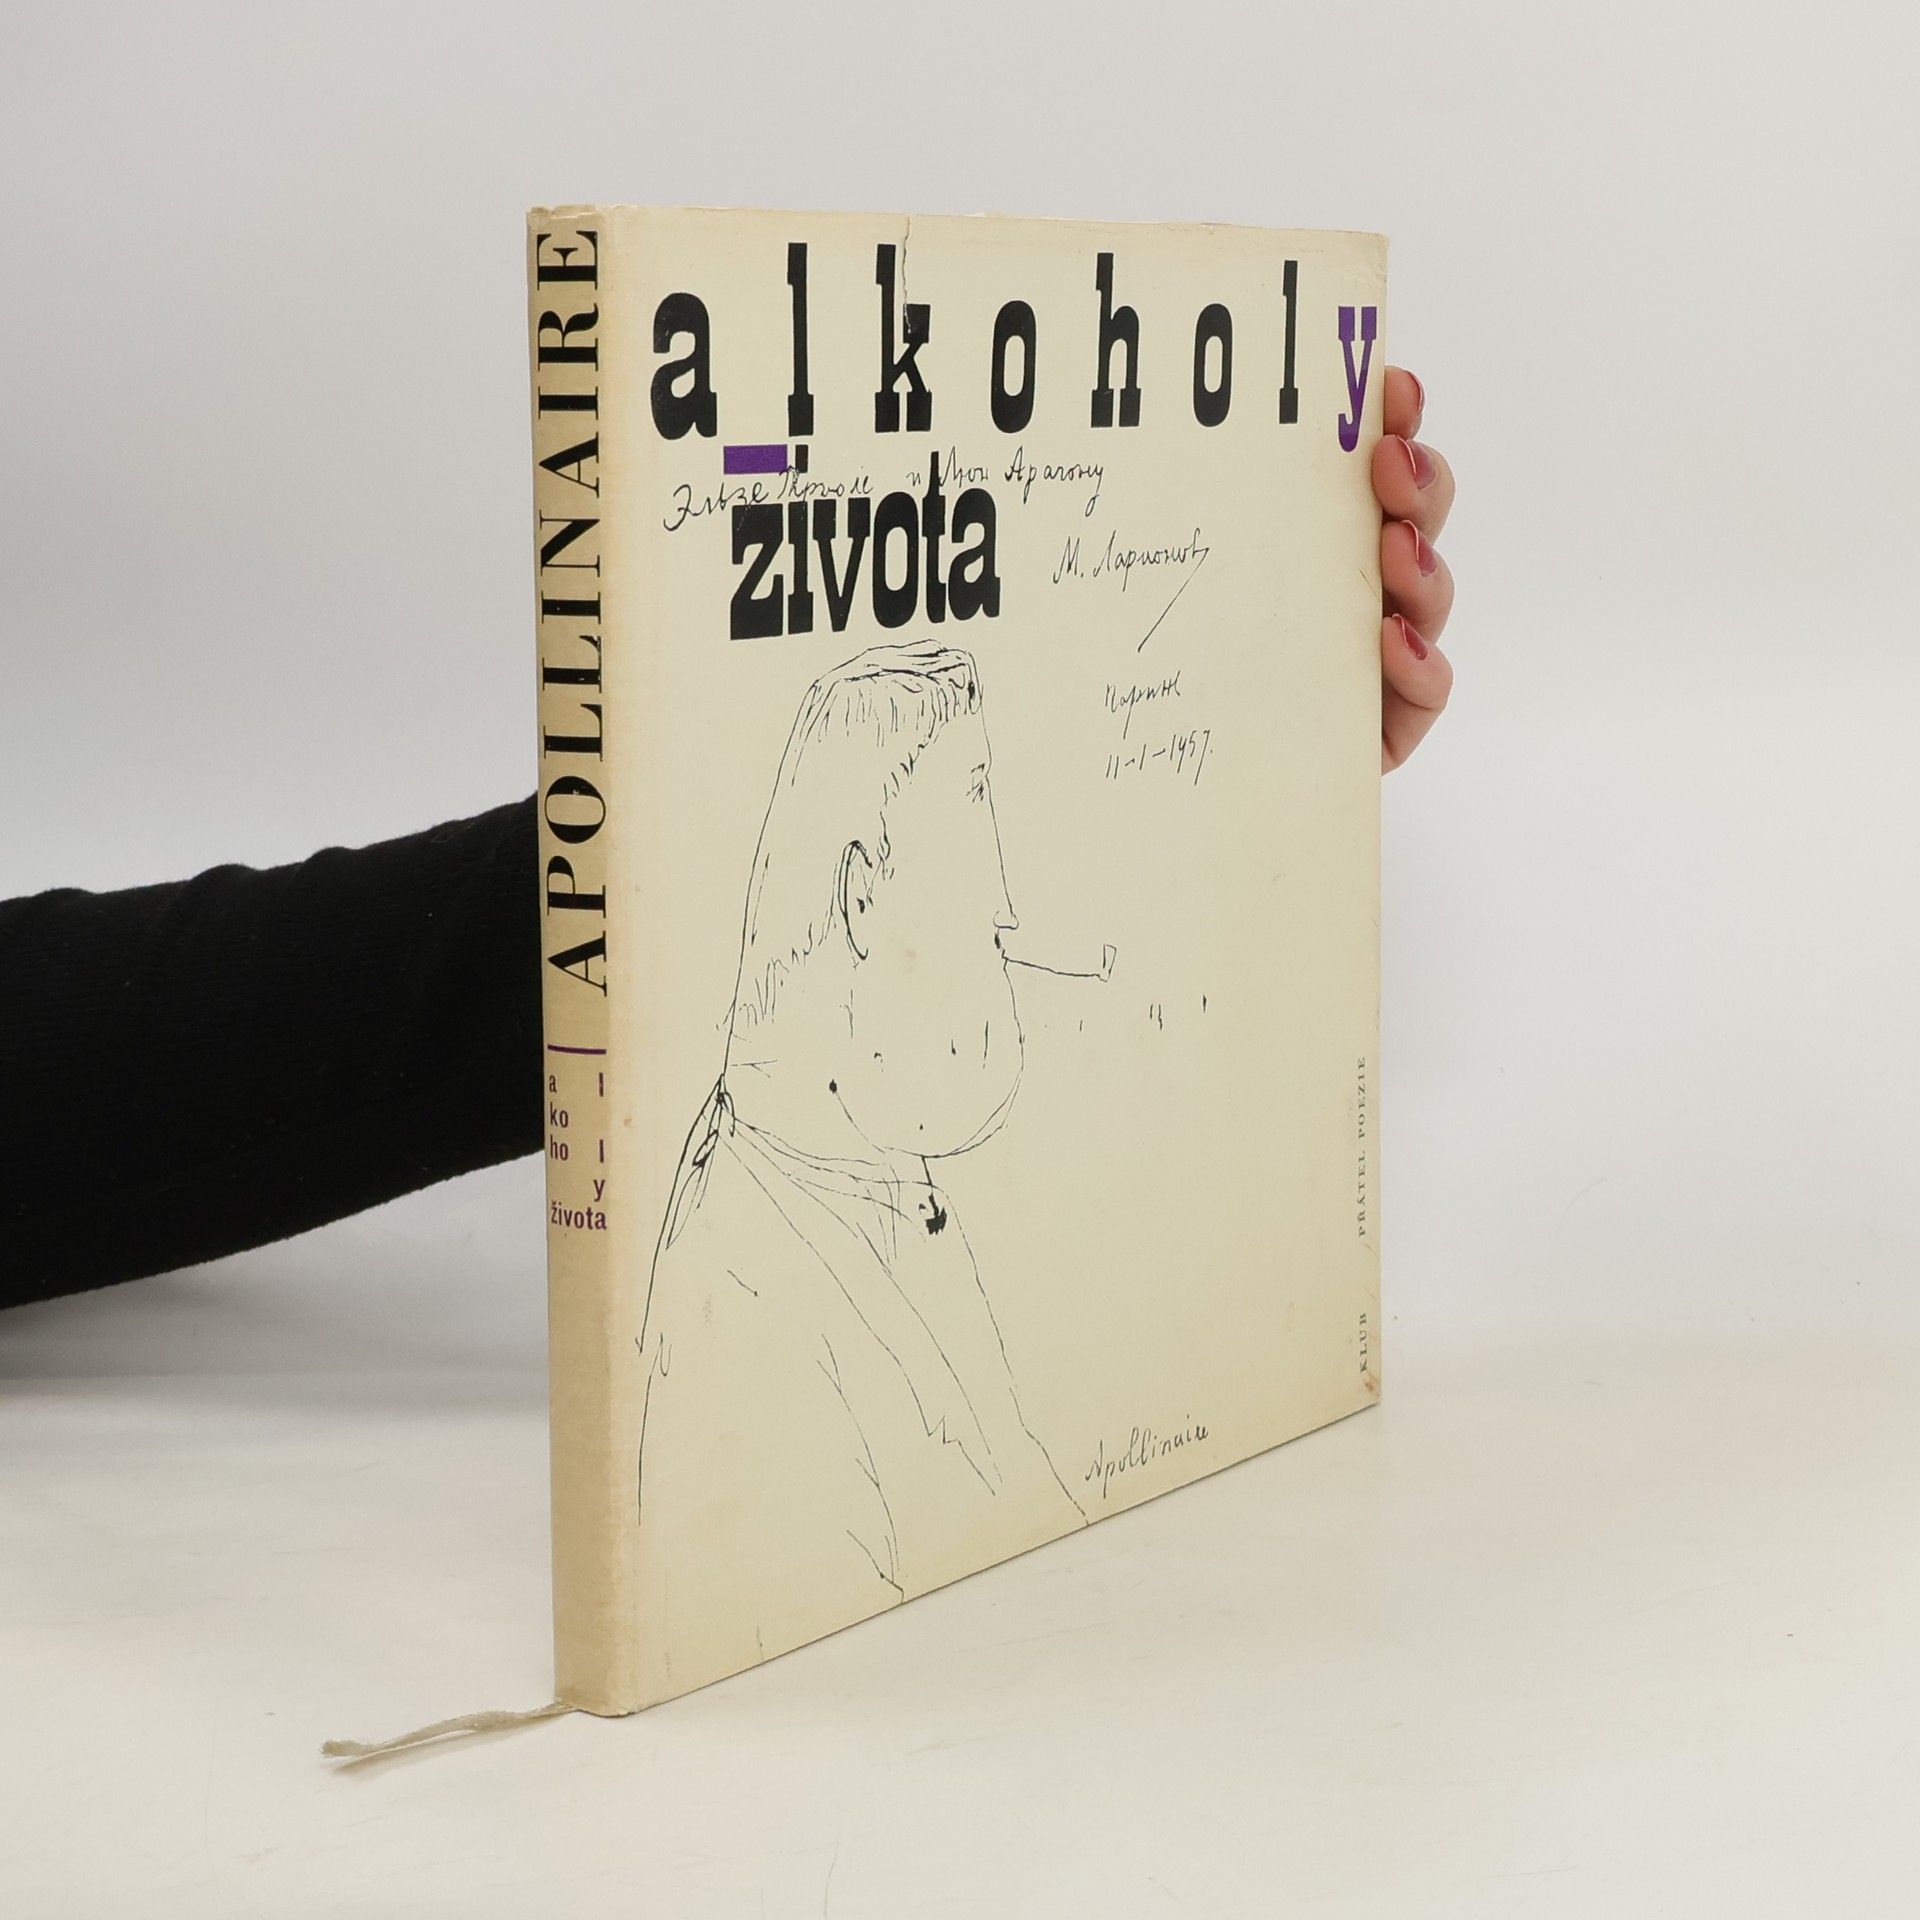 APOLLINAIRE
a l
ko
ho l
y
života
alkoholy
života
Эльзе Триоле и Луи Арагону
М. Ларионов
Париж
11-1-1957.
Apollinaire
KLUB PŘÁTEL POEZIE